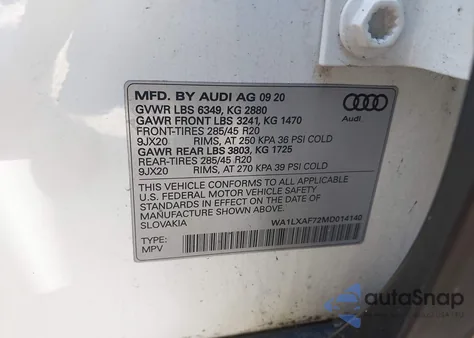 MFD. BY AUDI AG 09 20
GVWR LBS 6349, KG 2880
GAWR FRONT LBS 3241, KG 1470
FRONT-TIRES 285/45 R20
9JX20 RIMS, AT 250 KPA 36 PSI COLD
GAWR REAR LBS 3803, KG 1725
REAR-TIRES 285/45 R20
9JX20 RIMS, AT 270 KPA 39 PSI COLD
THIS VEHICLE CONFORMS TO ALL APPLICABLE
U.S. FEDERAL MOTOR VEHICLE SAFETY
STANDARDS IN EFFECT ON THE DATE OF
MANUFACTURE SHOWN ABOVE.
SLOVAKIA WA1LXAF72MD014140
TYPE:
MPV
Audi
autoSnap